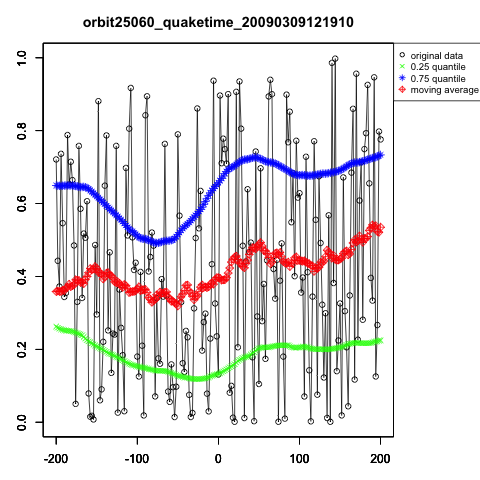 orbit25060_quaketime_20090309121910
original data
0.25 quantile
0.75 quantile
moving average
1.0
0.8
0.6
0.4
0.2
0.0
-200 -100 0 100 200